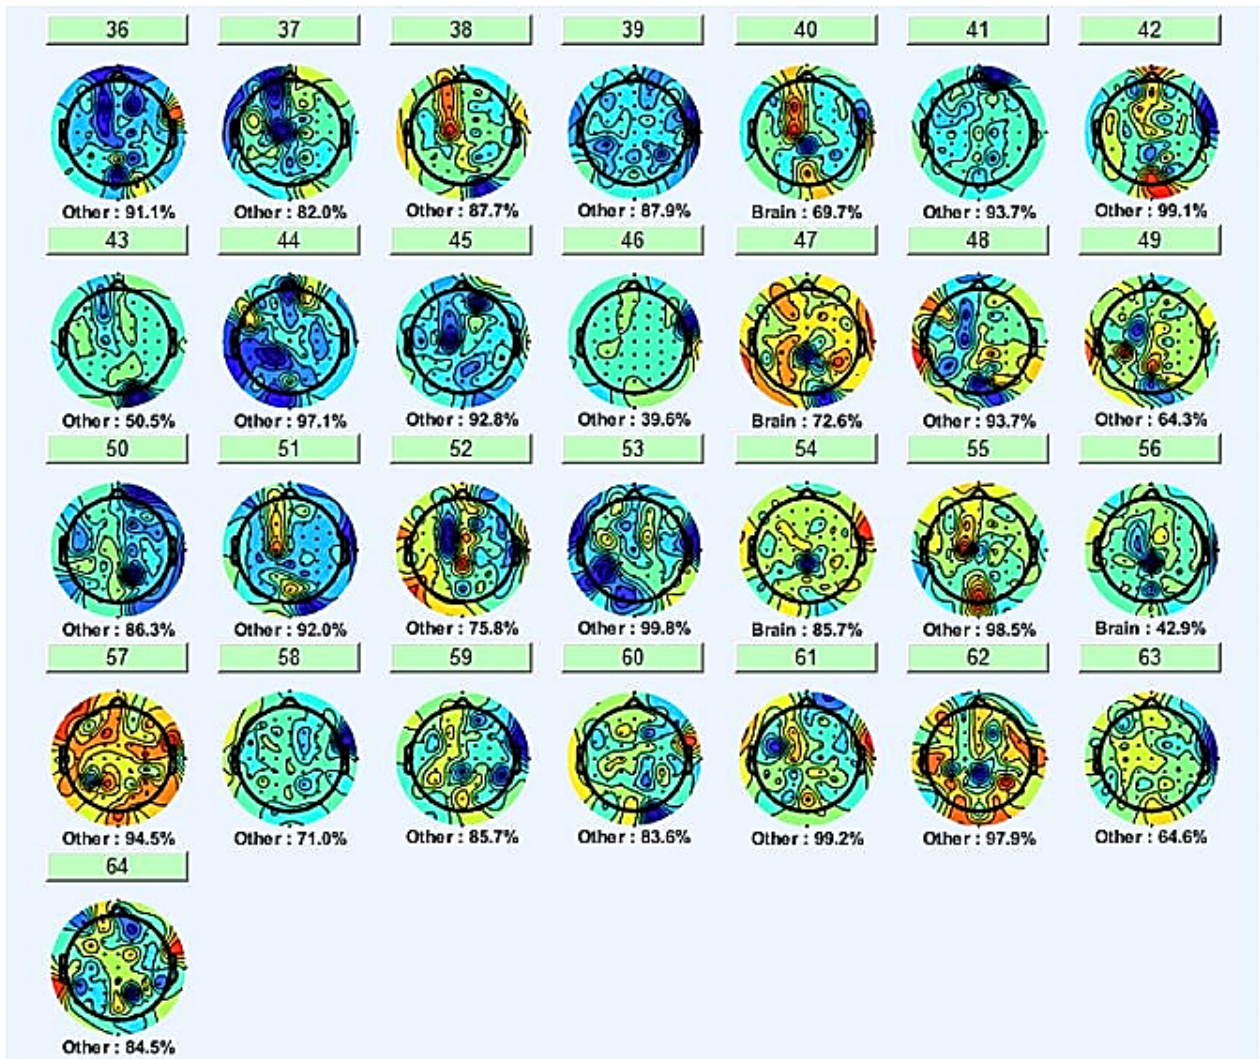 36 37 38 39 40 41 42
Other : 91.1% Other : 82.0% Other : 87.7% Other : 87.9% Brain : 69.7% Other : 93.7% Other : 99.1%
43 44 45 46 47 48 49
Other : 50.5% Other : 97.1% Other : 92.8% Other : 39.6% Brain : 72.6% Other : 93.7% Other : 64.3%
50 51 52 53 54 55 56
Other : 86.3% Other : 92.0% Other : 75.8% Other : 99.8% Brain : 85.7% Other : 98.5% Brain : 42.9%
57 58 59 60 61 62 63
Other : 94.5% Other : 71.0% Other : 85.7% Other : 83.6% Other : 99.2% Other : 97.9% Other : 64.6%
64
Other : 84.5%